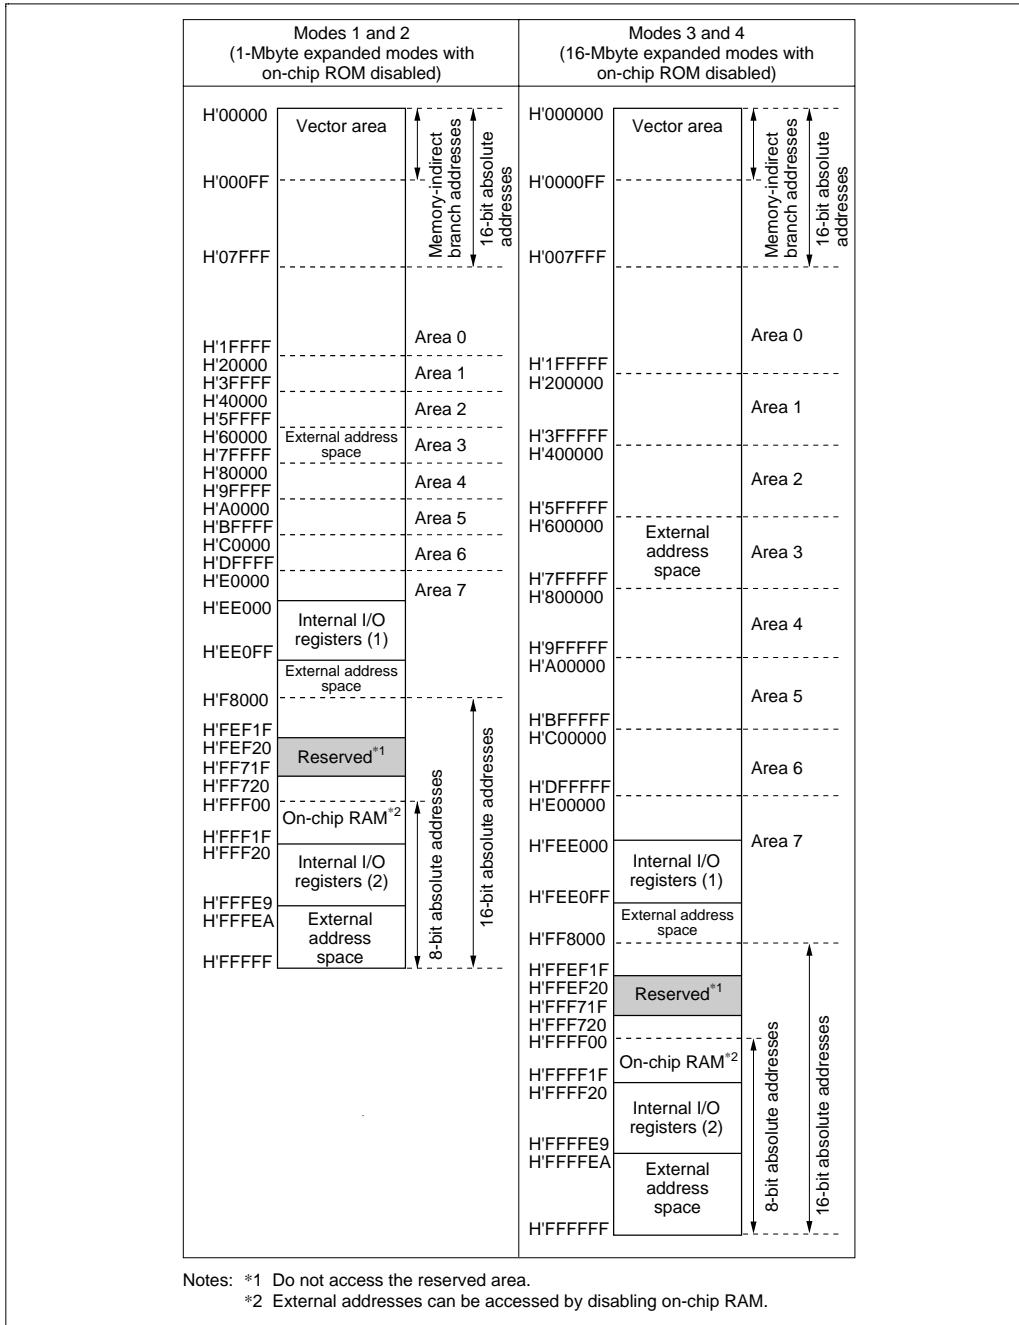 Modes 1 and 2
(1-Mbyte expanded modes with
on-chip ROM disabled)
H'00000
Vector area
H'000FF
H'07FFF
Memory-indirect
branch addresses
16-bit absolute
addresses
H'1FFFF
Area 0
H'20000
H'3FFFF
Area 1
H'40000
H'5FFFF
Area 2
H'60000
H'7FFFF
External address
space
Area 3
H'80000
H'9FFFF
Area 4
H'A0000
H'BFFFF
Area 5
H'C0000
H'DFFFF
Area 6
H'E0000
Area 7
H'EE000
Internal I/O
registers (1)
H'EE0FF
External address
space
H'F8000
H'FEF1F
H'FEF20
Reserved*1
H'FF71F
H'FF720
H'FFF00
On-chip RAM*2
H'FFF1F
H'FFF20
Internal I/O
registers (2)
H'FFFE9
H'FFFEA
External
address
space
H'FFFFF
8-bit absolute addresses
16-bit absolute addresses
Modes 3 and 4
(16-Mbyte expanded modes with
on-chip ROM disabled)
H'000000
Vector area
H'0000FF
H'007FFF
Memory-indirect
branch addresses
16-bit absolute
addresses
Area 0
H'1FFFFF
H'200000
Area 1
H'3FFFFF
H'400000
Area 2
H'5FFFFF
H'600000
External
address
space
Area 3
H'7FFFFF
H'800000
Area 4
H'9FFFFF
H'A00000
Area 5
H'BFFFFF
H'C00000
Area 6
H'DFFFFF
H'E00000
Area 7
H'FEE000
Internal I/O
registers (1)
H'FEE0FF
External address
space
H'FF8000
H'FFEF1F
H'FFEF20
Reserved*1
H'FFF71F
H'FFF720
H'FFFF00
On-chip RAM*2
H'FFFF1F
H'FFFF20
Internal I/O
registers (2)
H'FFFFE9
H'FFFFEA
External
address
space
H'FFFFFF
8-bit absolute addresses
16-bit absolute addresses
Notes: *1 Do not access the reserved area.
*2 External addresses can be accessed by disabling on-chip RAM.